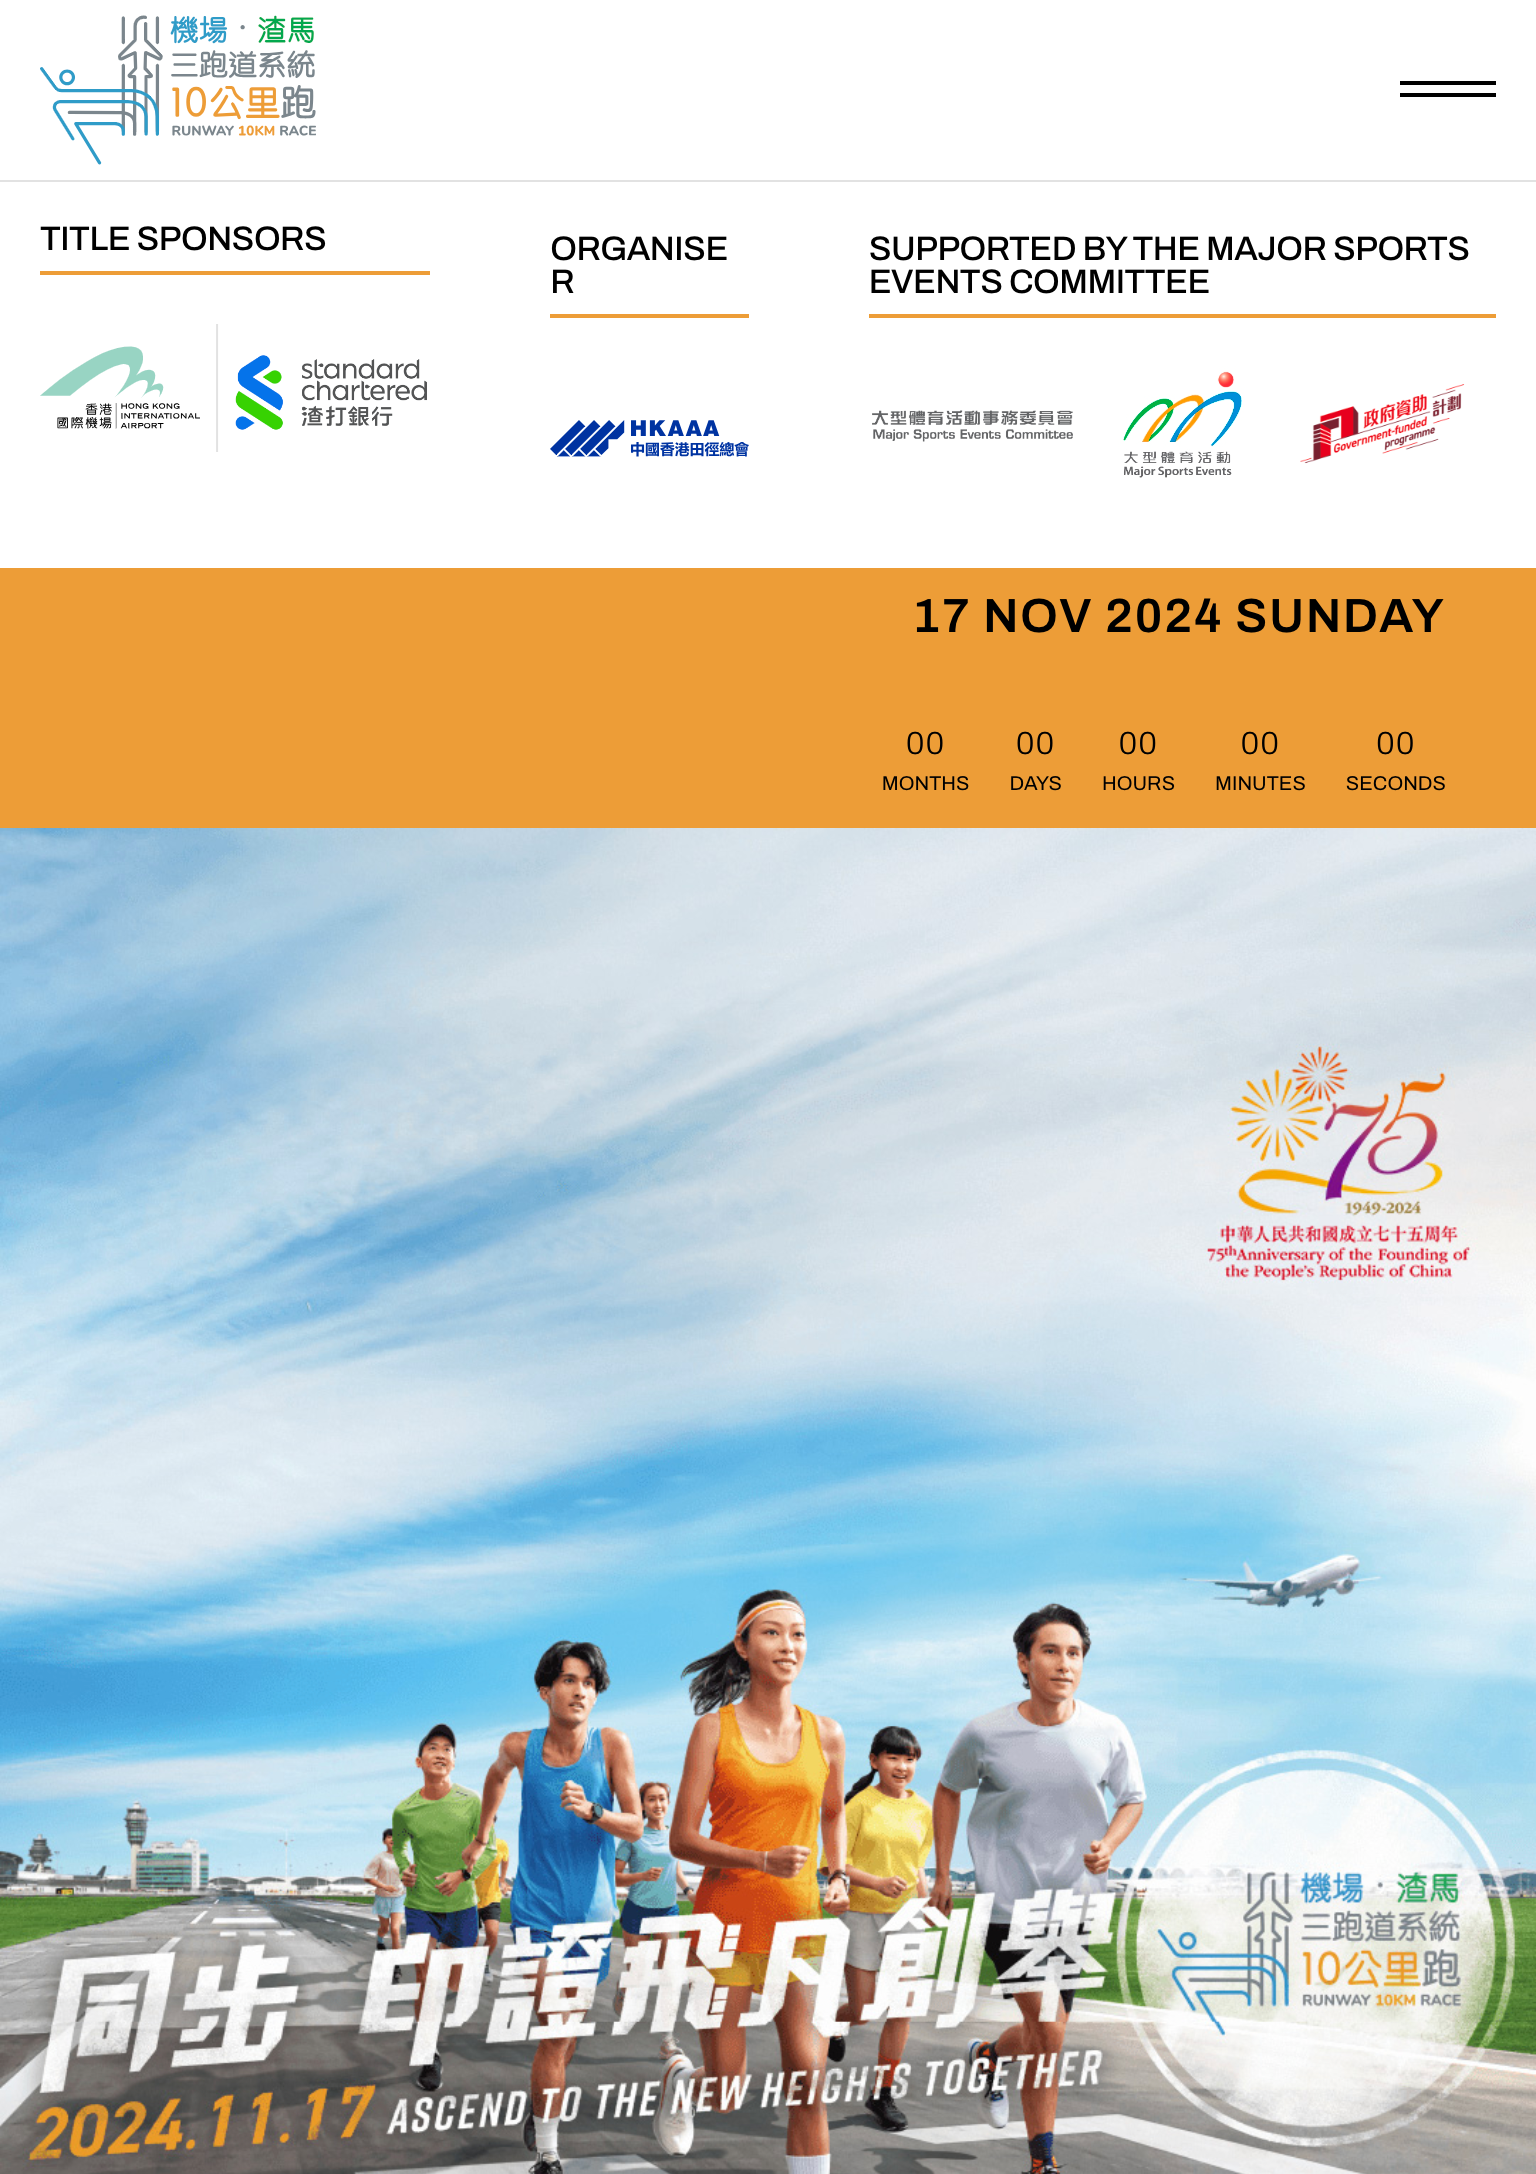 機場·渣馬
三跑道系統
10公里跑
RUNWAY 10KM RACE
TITLE SPONSORS
香港
國際機場
HONG KONG
INTERNATIONAL
AIRPORT
standard
chartered
渣打銀行
ORGANISE
R
HKAAA
中國香港田徑總會
SUPPORTED BY THE MAJOR SPORTS
EVENTS COMMITTEE
大型體育活動事務委員會
Major Sports Events Committee
大型體育活動
Major Sports Events
政府資助計劃
Government-funded
programme
17 NOV 2024 SUNDAY
00 00 00 00 00
MONTHS DAYS HOURS MINUTES SECONDS
75
1949-2024
中華人民共和國成立七十五周年
75thAnniversary of the Founding of
the People's Republic of China
同步 印證飛凡創舉
2024.11.17 ASCEND TO THE NEW HEIGHTS TOGETHER
機場·渣馬
三跑道系統
10公里跑
RUNWAY 10KM RACE